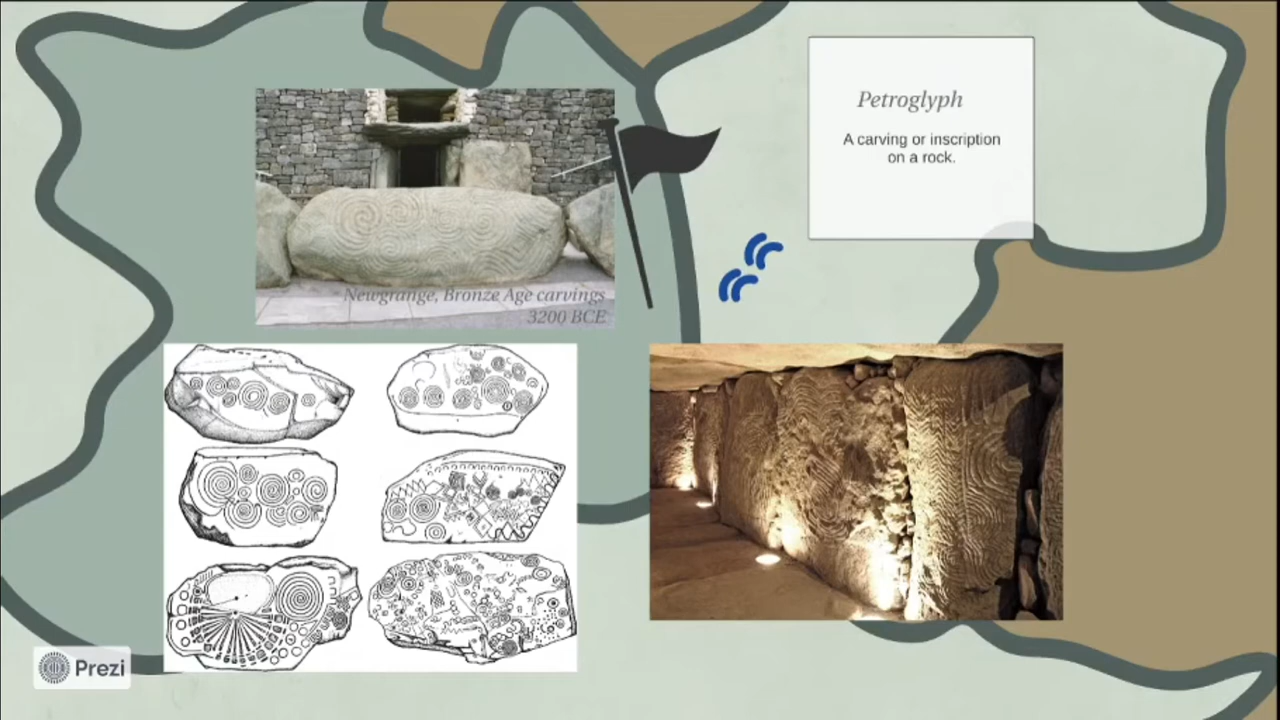 Petroglyph
A carving or inscription
on a rock.
Newgrange, Bronze Age carvings
3200 BCE
Prezi